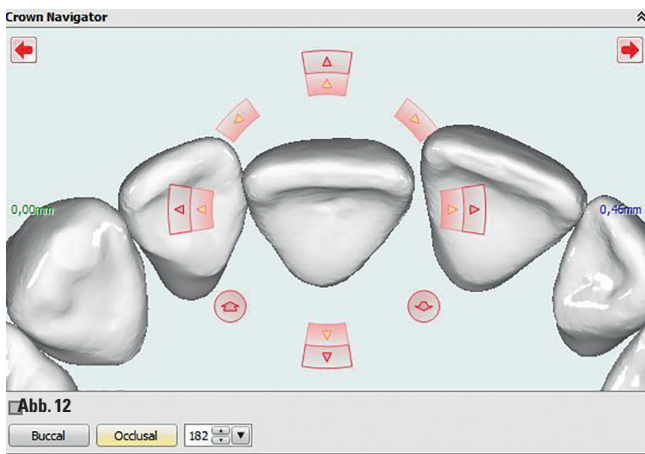 Crown Navigator
0,00mm
0,46mm
Abb. 12
Buccal
Occlusal
182